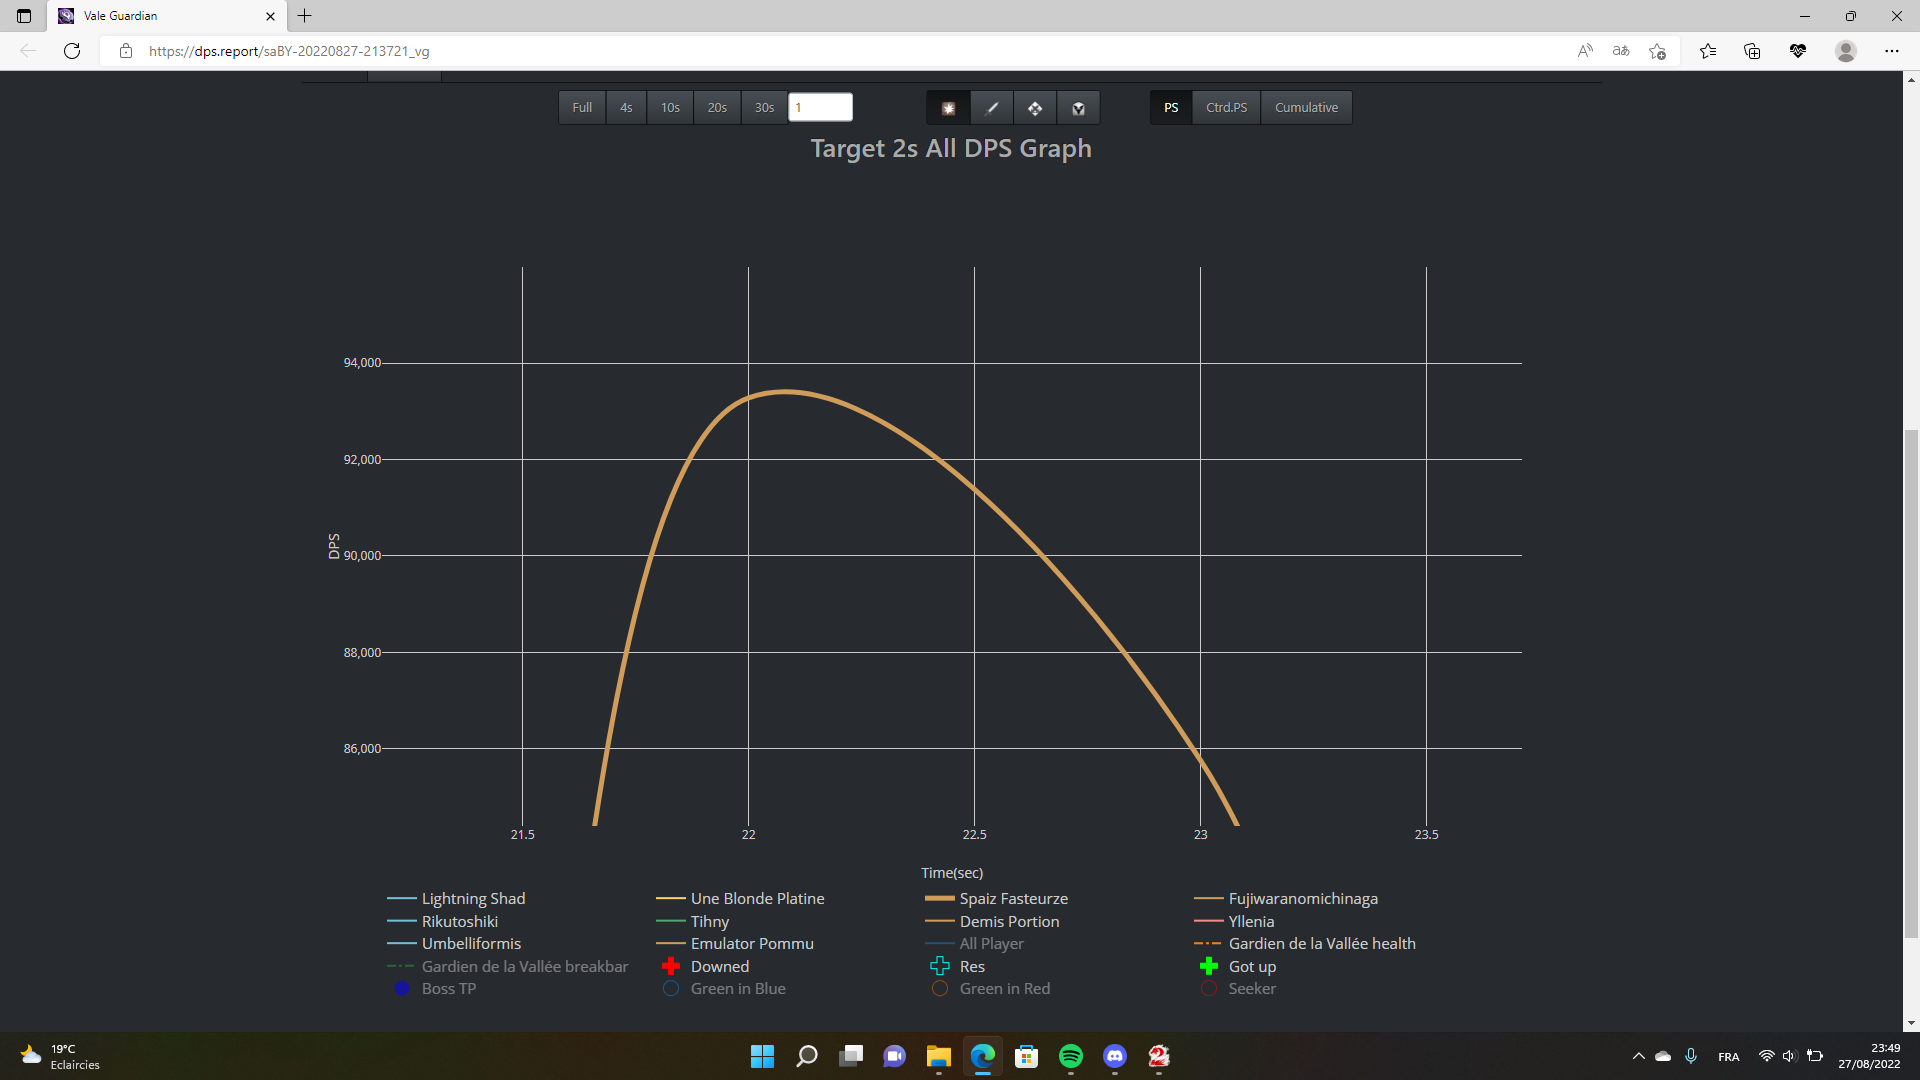 Vale Guardian
https://dps.report/saBY-20220827-213721_vg
Full 4s 10s 20s 30s 1 PS Ctrd.PS Cumulative
Target 2s All DPS Graph
94,000
92,000
DPS
90,000
88,000
86,000
21.5 22 22.5 23 23.5
Time(sec)
Lightning Shad Une Blonde Platine Spaiz Fasteurze Fujiwaranomichinaga
Rikutoshiki Tihny Demis Portion Yllenia
Umbelliformis Emulator Pommu All Player Gardien de la Vallée health
Gardien de la Vallée breakbar Downed Res Got up
Boss TP Green in Blue Green in Red Seeker
19°C
Eclaircies
FRA
23:49
27/08/2022